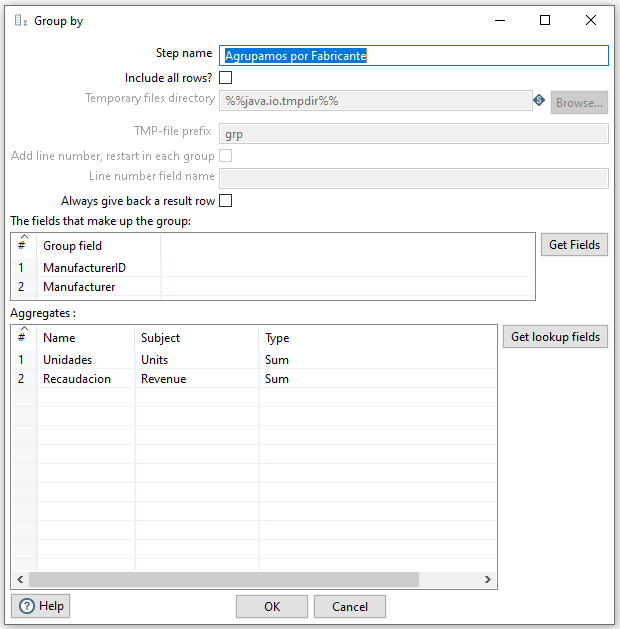 Group by
Step name Agrupamos por Fabricante
Include all rows?
Temporary files directory %%java.io.tmpdir%% Browse...
TMP-file prefix grp
Add line number, restart in each group
Line number field name
Always give back a result row
The fields that make up the group:
# Group field Get Fields
1 ManufacturerID
2 Manufacturer
Aggregates :
# Name Subject Type Get lookup fields
1 Unidades Units Sum
2 Recaudacion Revenue Sum
? Help OK Cancel